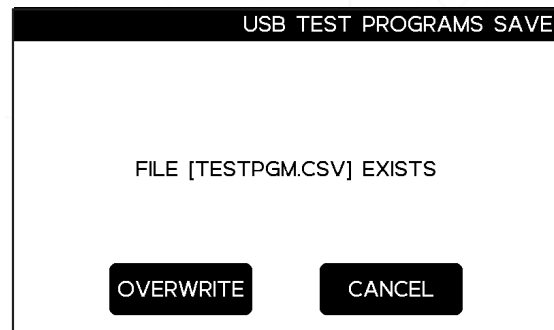 USB TEST PROGRAMS SAVE
FILE [TESTPGM.CSV] EXISTS
OVERWRITE
CANCEL